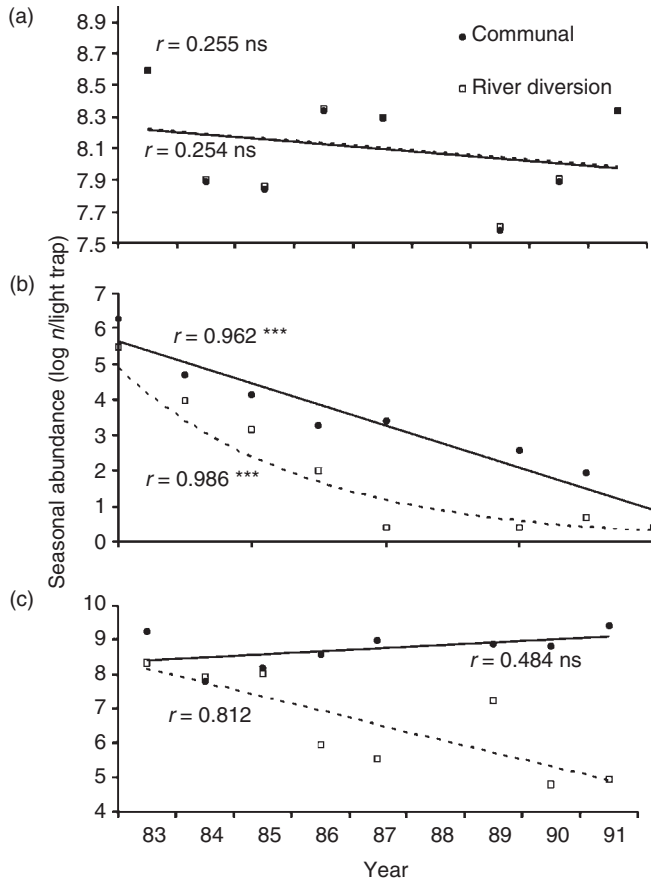 (a)
8.9
8.7
8.5
8.3
8.1
7.9
7.7
7.5
r = 0.255 ns
r = 0.254 ns
Communal
River diversion
Seasonal abundance (log n/light trap)
(b)
7
6
5
4
3
2
1
0
r = 0.962 ***
r = 0.986 ***
(c)
10
9
8
7
6
5
4
r = 0.484 ns
r = 0.812
83 84 85 86 87 89 90 91
Year